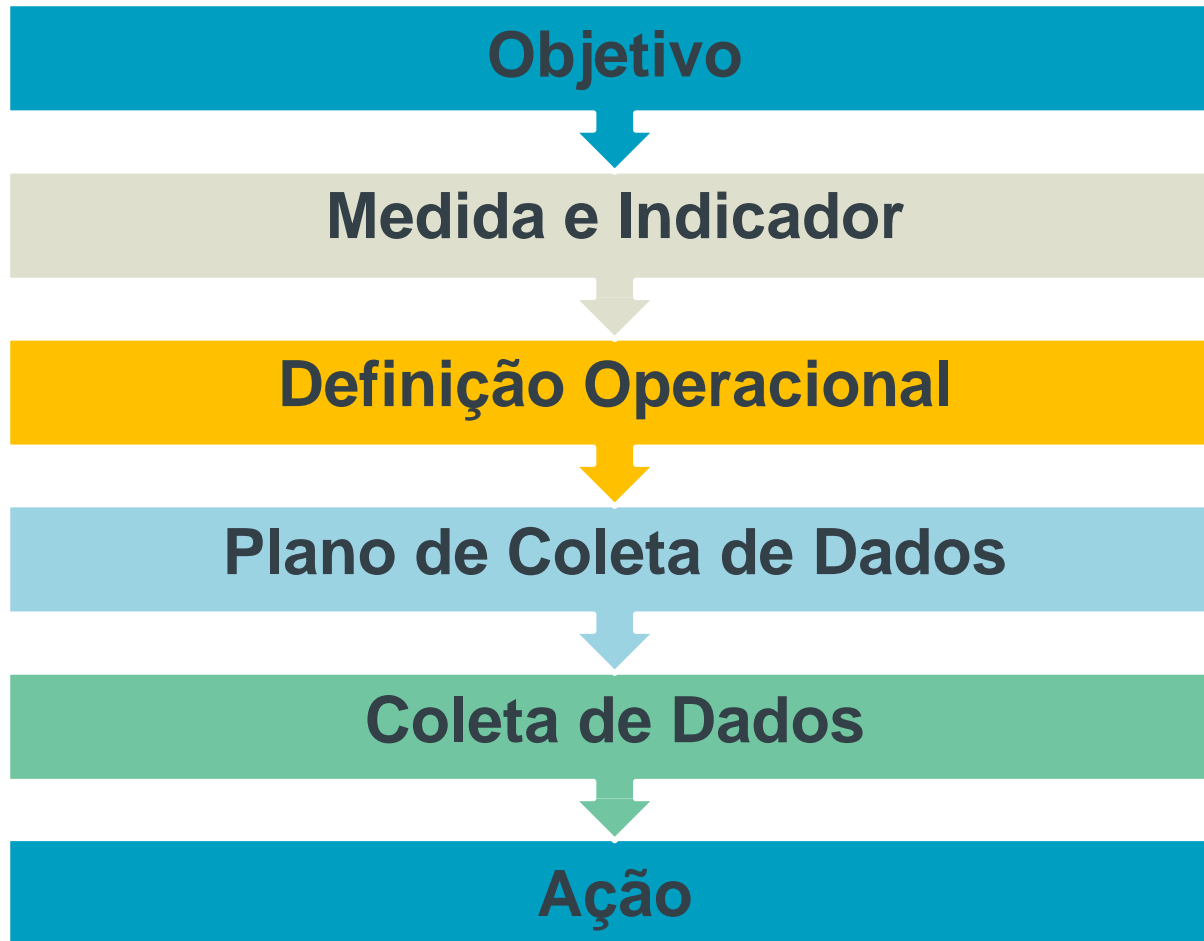 Objetivo
Medida e Indicador
Definição Operacional
Plano de Coleta de Dados
Coleta de Dados
Ação